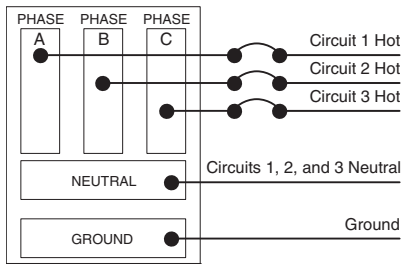 PHASE PHASE PHASE
A B C
Circuit 1 Hot
Circuit 2 Hot
Circuit 3 Hot
NEUTRAL
Circuits 1, 2, and 3 Neutral
GROUND
Ground